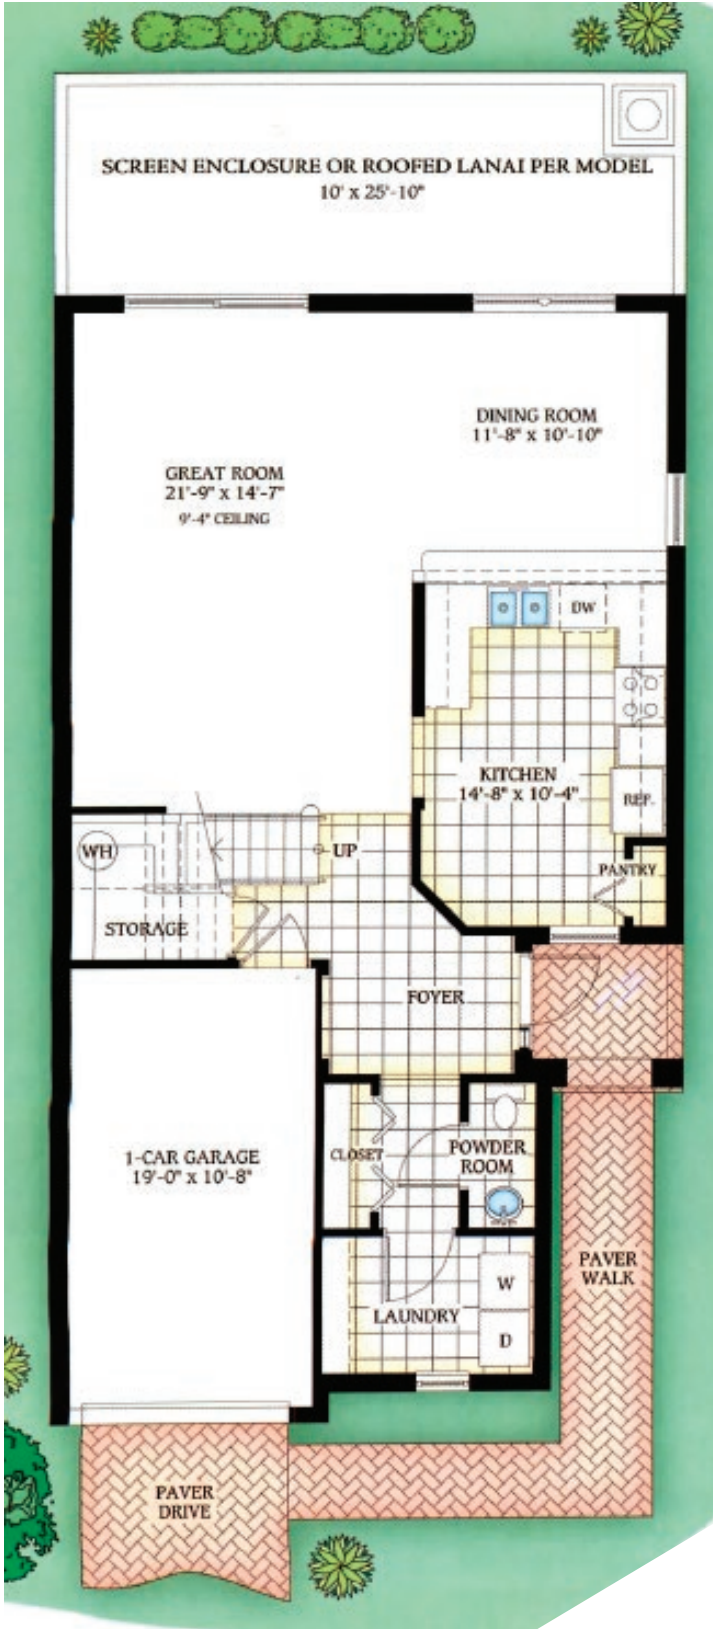 SCREEN ENCLOSURE OR ROOFED LANAI PER MODEL
10' x 25'-10"
DINING ROOM
11'-8" x 10'-10"
GREAT ROOM
21'-9" x 14'-7"
9'-4" CEILING
DW
KITCHEN
14'-8" x 10'-4"
REF.
WH
UP
PANTRY
STORAGE
FOYER
1-CAR GARAGE
19'-0" x 10'-8"
CLOSET
POWDER
ROOM
PAVER
WALK
W
LAUNDRY
D
PAVER
DRIVE